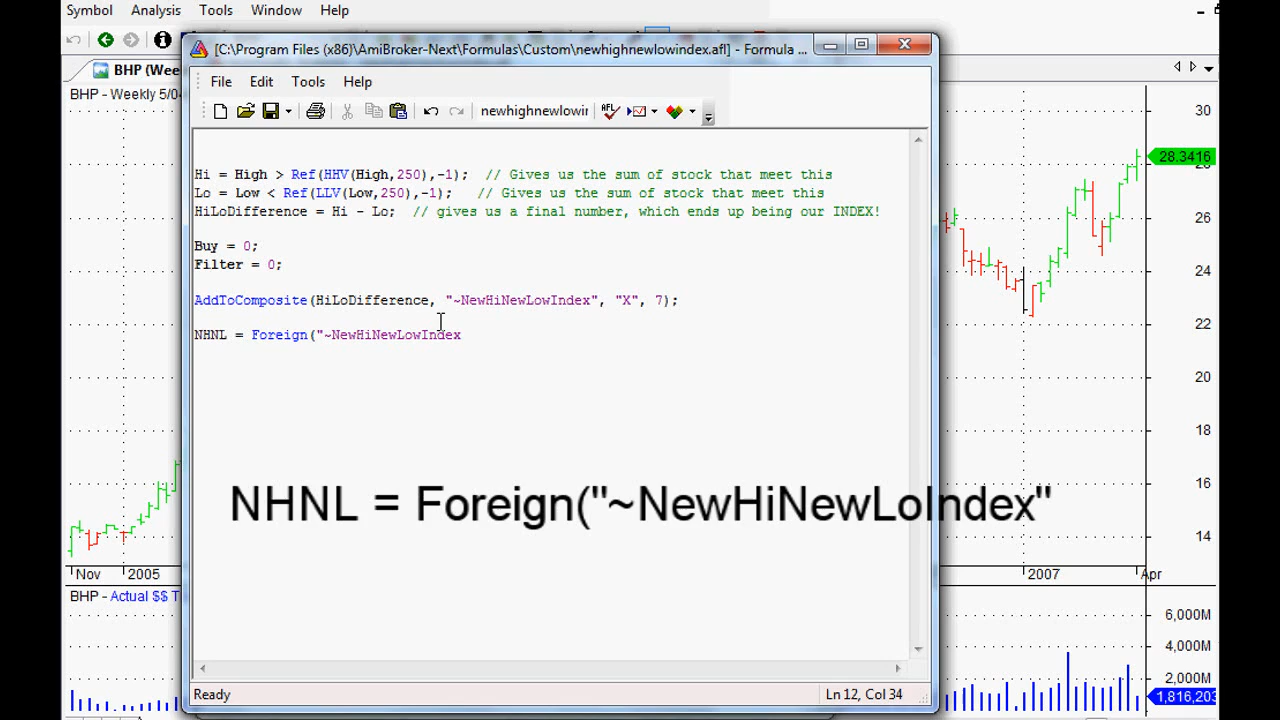 Symbol Analysis Tools Window Help
[C:\Program Files (x86)\AmiBroker-Next\Formulas\Custom\newhighnewlowindex.afl] - Formula ...
BHP (Wee
File Edit Tools Help
BHP - Weekly 5/04
newhighnewlowir
30
28.3416
28
26
24
22
20
18
16
14
Hi = High > Ref(HHV(High,250),-1); // Gives us the sum of stock that meet this
Lo = Low < Ref(LLV(Low,250),-1); // Gives us the sum of stock that meet this
HiLoDifference = Hi - Lo; // gives us a final number, which ends up being our INDEX!
Buy = 0;
Filter = 0;
AddToComposite(HiLoDifference, "~NewHiNewLowIndex", "X", 7);
NHNL = Foreign("~NewHiNewLowIndex
NHNL = Foreign("~NewHiNewLoIndex"
Nov 2005 2007 Apr
BHP - Actual $$ T
6,000M
4,000M
2,000M
1,816,203
Ready Ln 12, Col 34